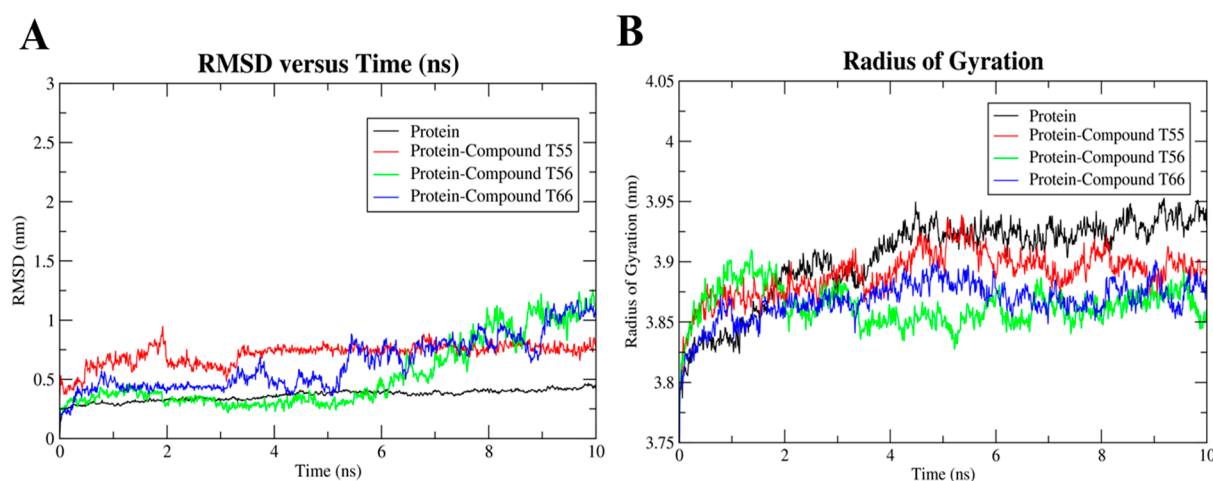 A
RMSD versus Time (ns)
3
2.5
2
1.5
1
0.5
0
RMSD (nm)
Protein
Protein-Compound T55
Protein-Compound T56
Protein-Compound T66
0
2
4
6
8
10
Time (ns)
B
Radius of Gyration
4.05
4
3.95
3.9
3.85
3.8
3.75
Radius of Gyration (nm)
Protein
Protein-Compound T55
Protein-Compound T56
Protein-Compound T66
0
2
4
6
8
10
Time (ns)